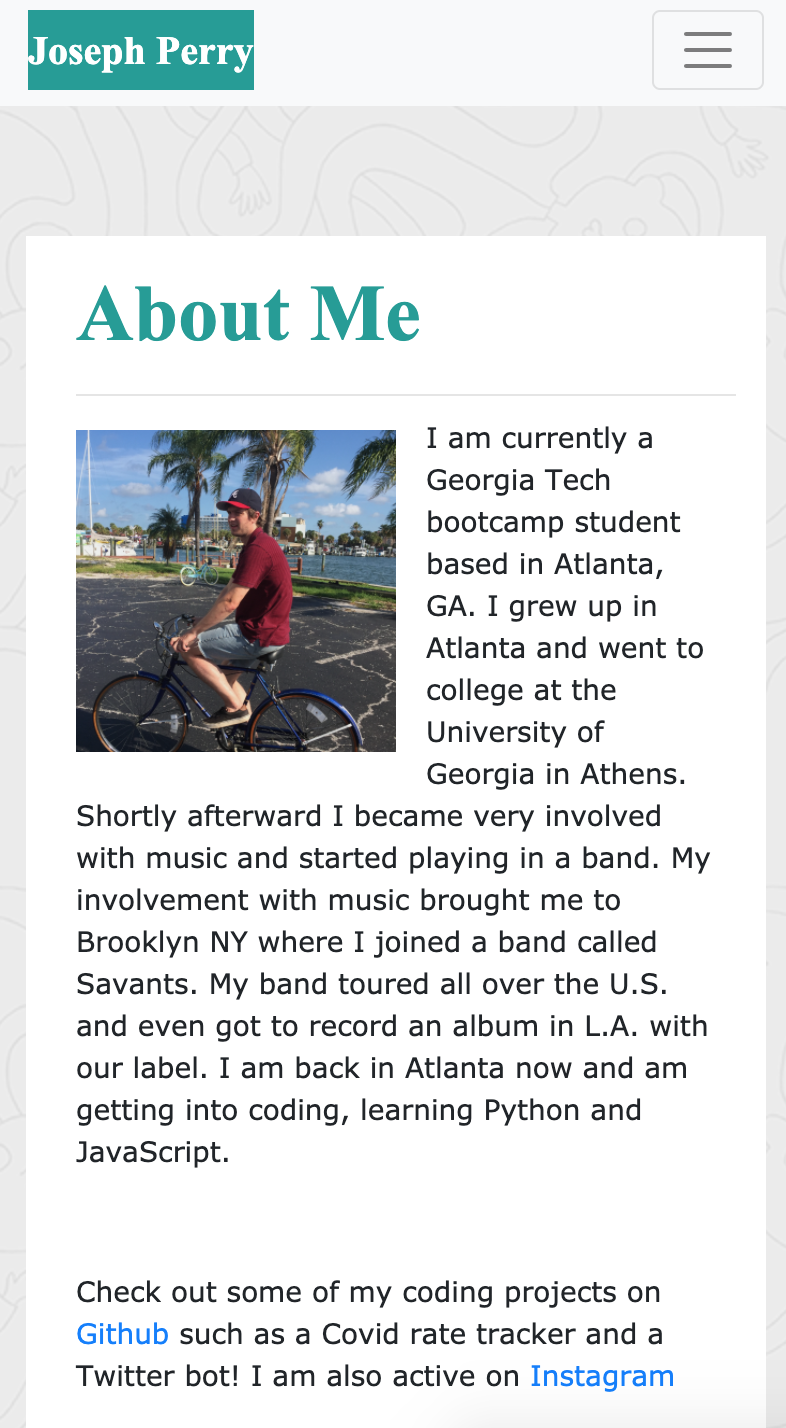 Joseph Perry
About Me
I am currently a
Georgia Tech
bootcamp student
based in Atlanta,
GA. I grew up in
Atlanta and went to
college at the
University of
Georgia in Athens.
Shortly afterward I became very involved
with music and started playing in a band. My
involvement with music brought me to
Brooklyn NY where I joined a band called
Savants. My band toured all over the U.S.
and even got to record an album in L.A. with
our label. I am back in Atlanta now and am
getting into coding, learning Python and
JavaScript.
Check out some of my coding projects on
Github such as a Covid rate tracker and a
Twitter bot! I am also active on Instagram